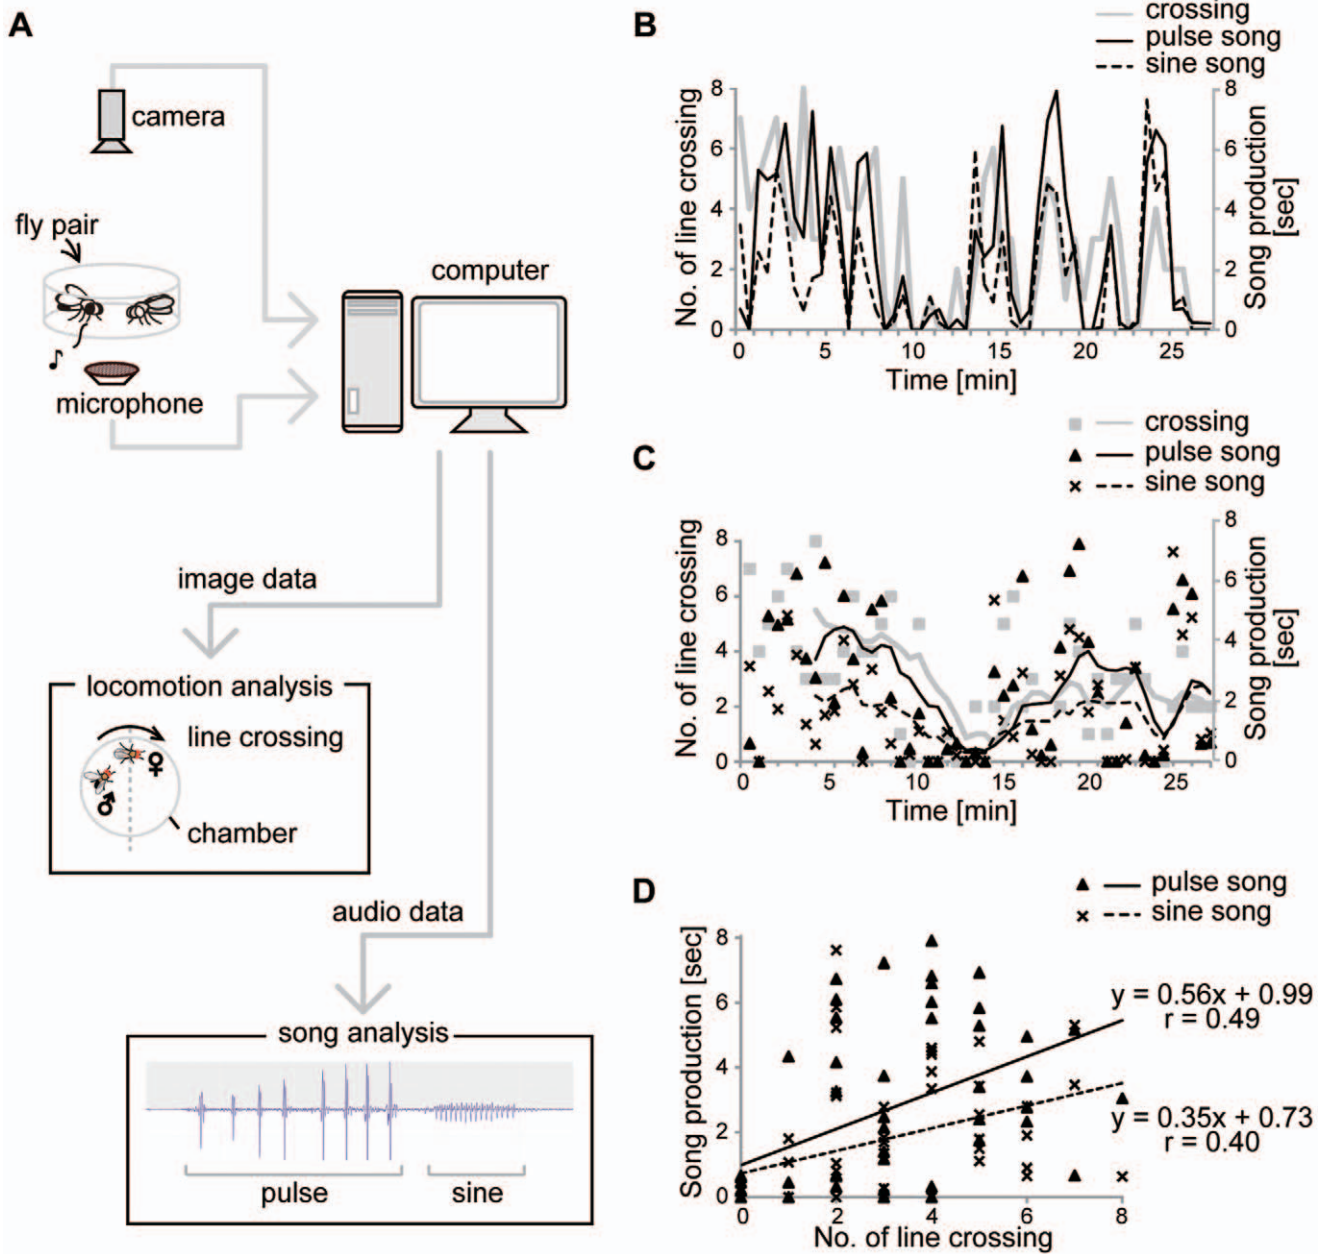 A
camera
fly pair
computer
microphone
image data
locomotion analysis
line crossing
chamber
audio data
song analysis
pulse
sine
B
crossing
pulse song
sine song
No. of line crossing
8
6
4
2
0
8
6
4
2
0
Song production
[sec]
0 5 10 15 20 25
Time [min]
C
crossing
pulse song
sine song
No. of line crossing
8
6
4
2
0
8
6
4
2
0
Song production
[sec]
0 5 10 15 20 25
Time [min]
D
pulse song
sine song
Song production [sec]
8
6
4
2
0
y = 0.56x + 0.99
r = 0.49
y = 0.35x + 0.73
r = 0.40
0 2 4 6 8
No. of line crossing